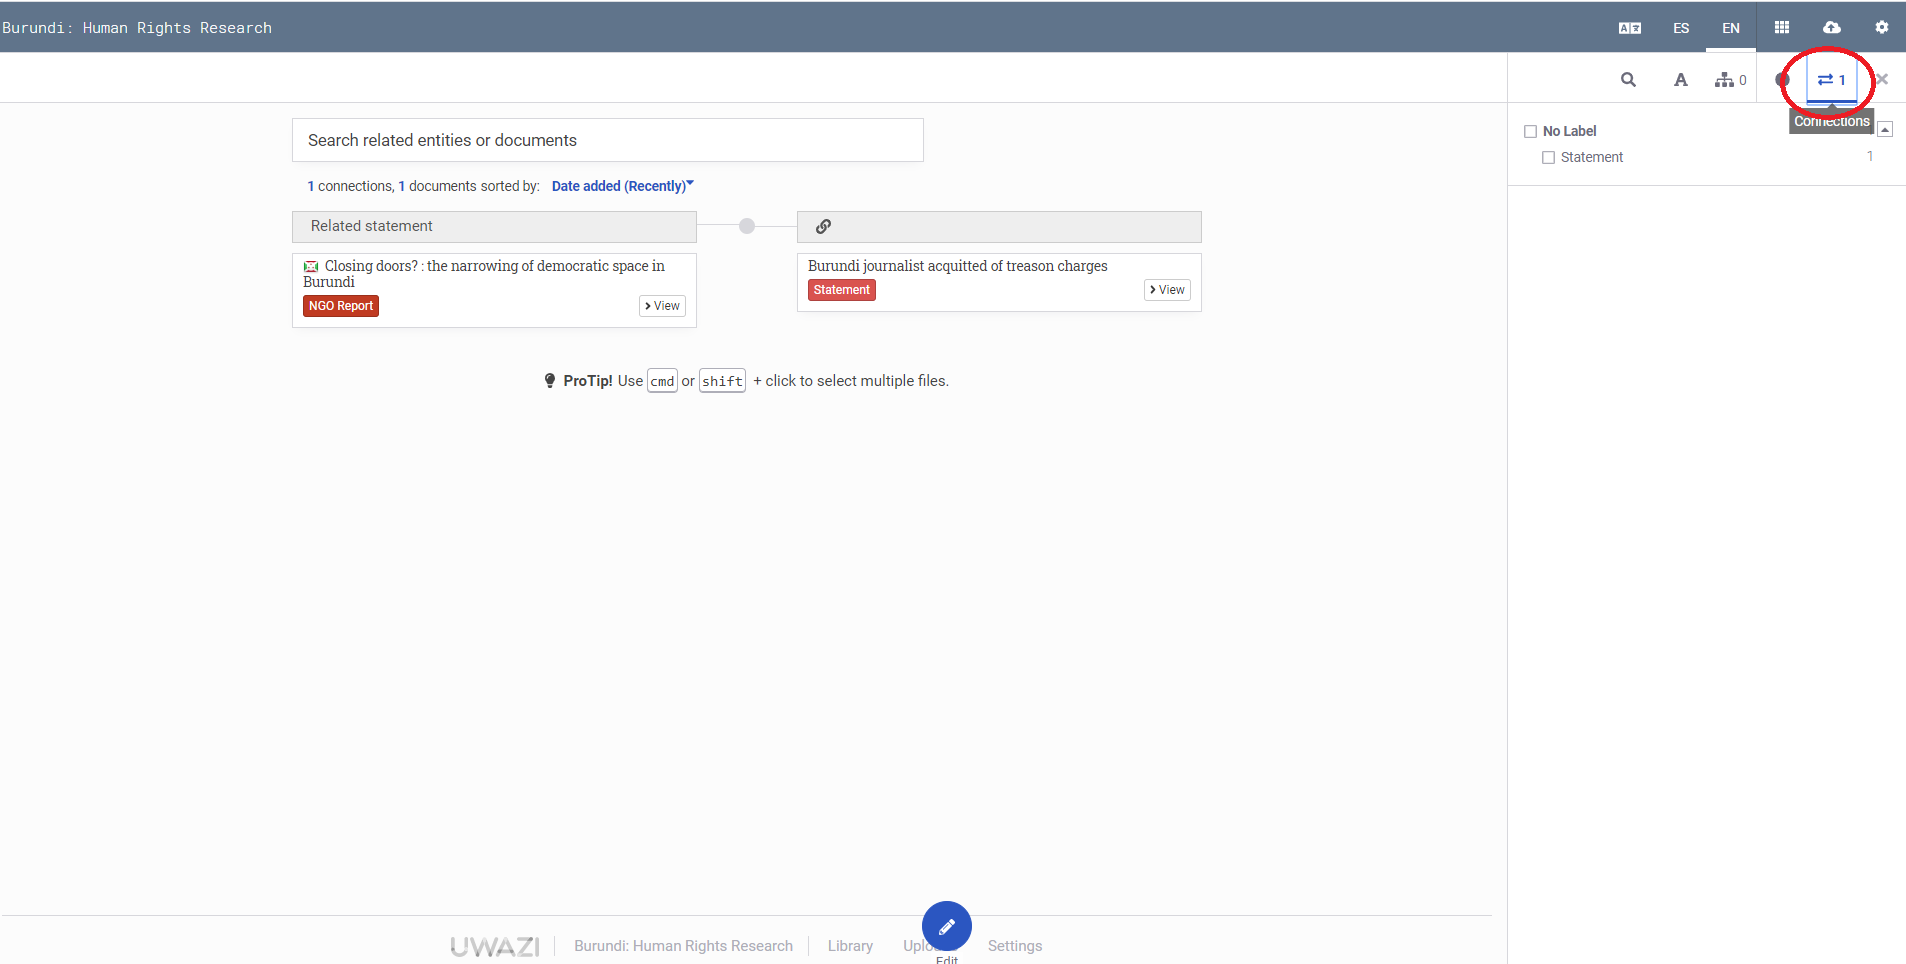 Burundi: Human Rights Research
ES
EN
A
0
1
Connections
Search related entities or documents
No Label
Statement 1
1 connections, 1 documents sorted by: Date added (Recently)
Related statement
Closing doors? : the narrowing of democratic space in
Burundi
NGO Report
View
Burundi journalist acquitted of treason charges
Statement
View
ProTip! Use cmd or shift + click to select multiple files.
UWAZI
Burundi: Human Rights Research
Library
Settings
Edit